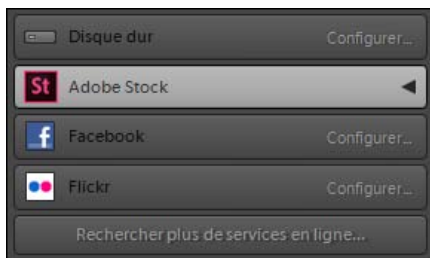 Disque dur Configurer...
St Adobe Stock
f Facebook Configurer...
Flickr Configurer...
Rechercher plus de services en ligne...